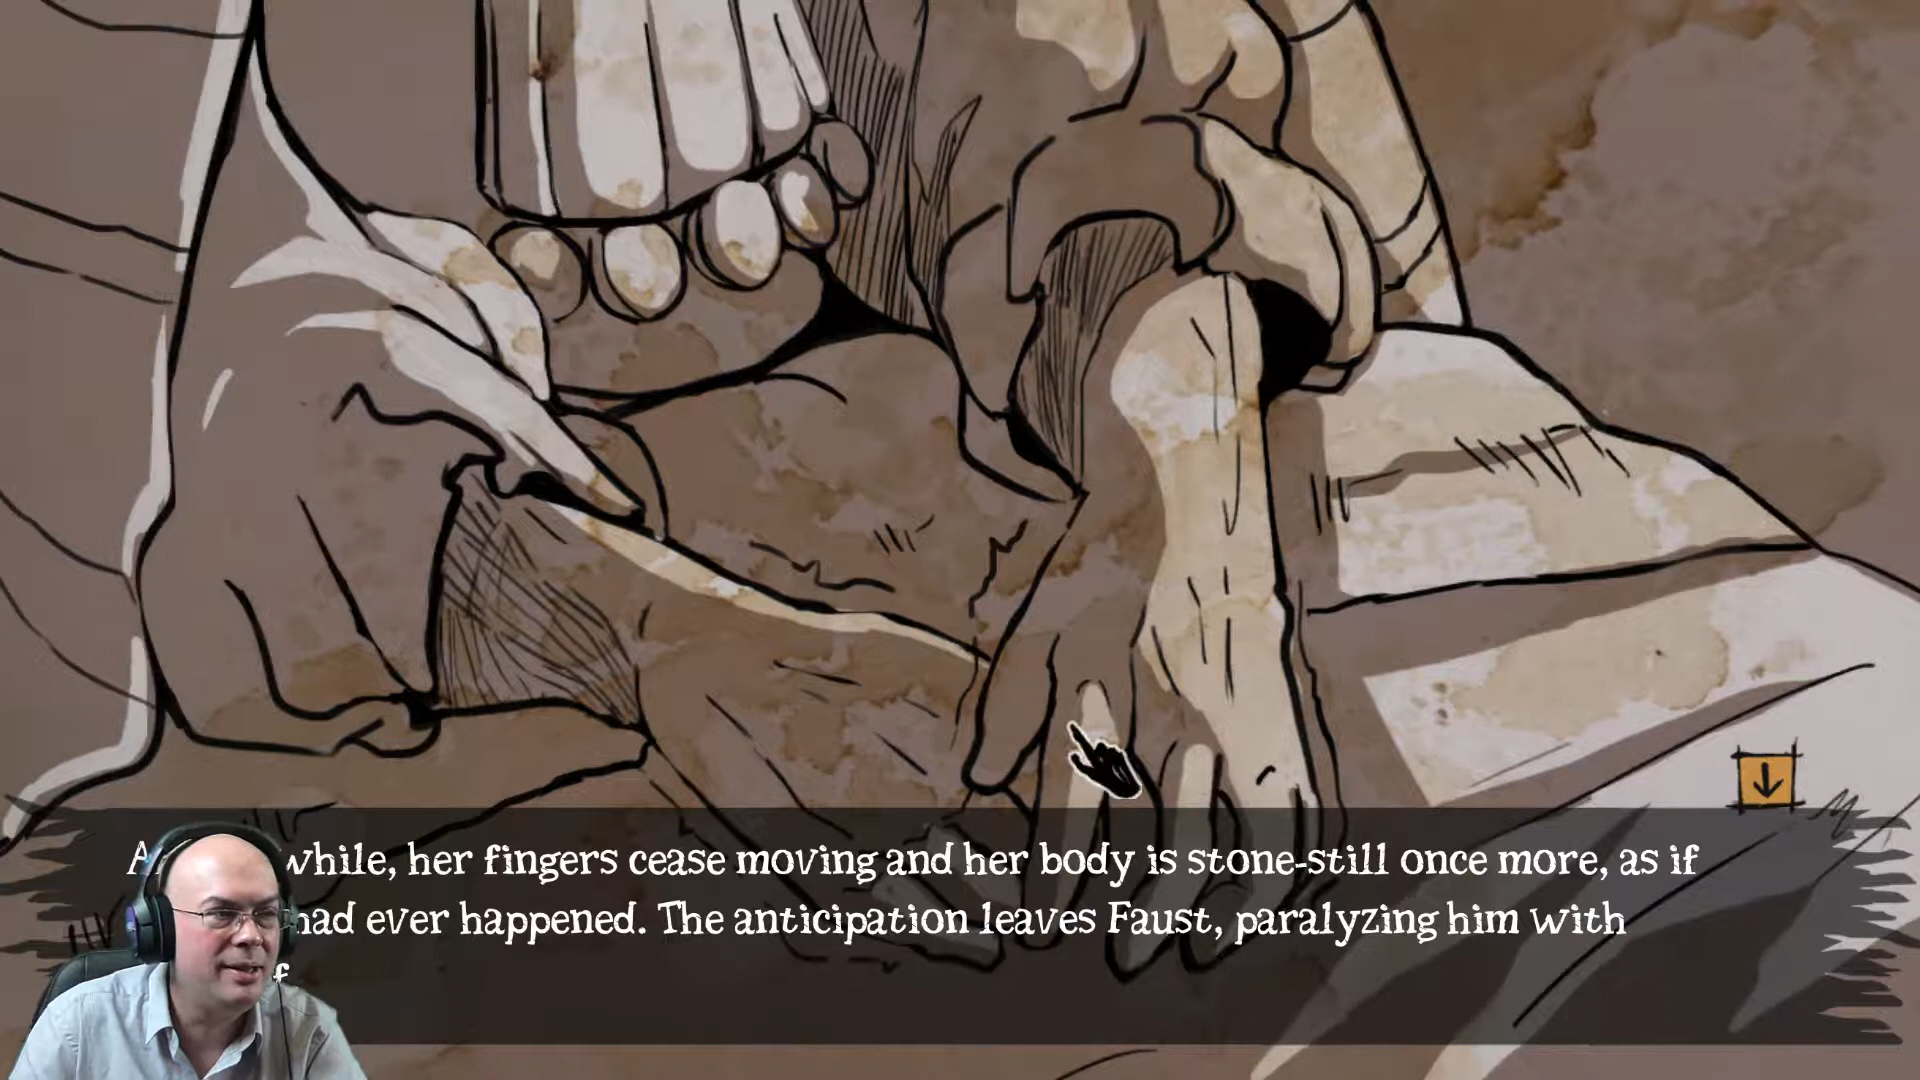 while, her fingers cease moving and her body is stone-still once more, as if
had ever happened. The anticipation leaves Faust, paralyzing him with